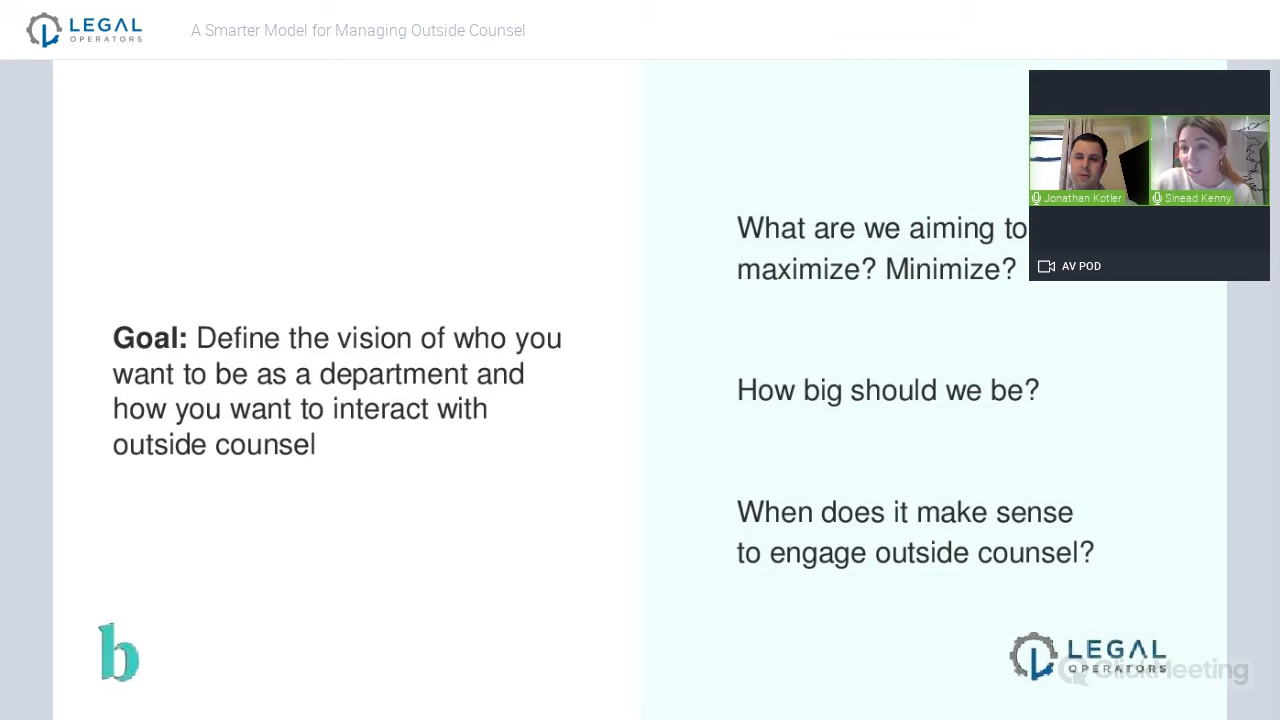 LEGAL
OPERATORS
A Smarter Model for Managing Outside Counsel
Goal: Define the vision of who you
want to be as a department and
how you want to interact with
outside counsel
What are we aiming to
maximize? Minimize?
How big should we be?
When does it make sense
to engage outside counsel?
Jonathan Kotler
Sinead Kenny
AV POD
b
LEGAL
OPERATORS
ClickMeeting